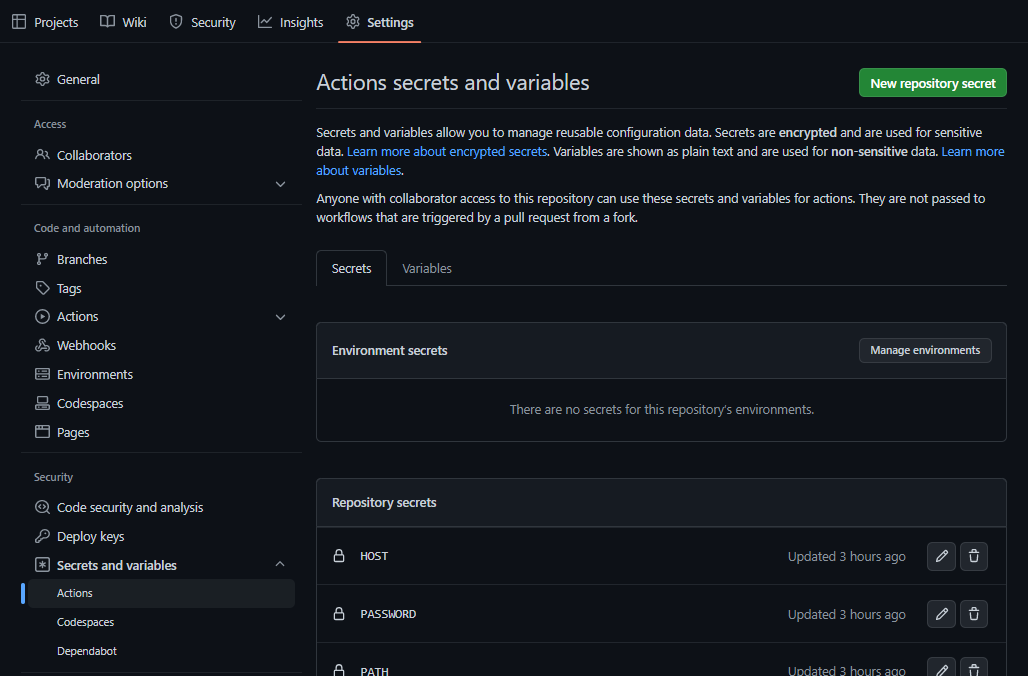 Projects
Wiki
Security
Insights
Settings
General
Access
Collaborators
Moderation options
Code and automation
Branches
Tags
Actions
Webhooks
Environments
Codespaces
Pages
Security
Code security and analysis
Deploy keys
Secrets and variables
Actions
Codespaces
Dependabot
Actions secrets and variables
New repository secret
Secrets and variables allow you to manage reusable configuration data. Secrets are encrypted and are used for sensitive
data. Learn more about encrypted secrets. Variables are shown as plain text and are used for non-sensitive data. Learn more
about variables.
Anyone with collaborator access to this repository can use these secrets and variables for actions. They are not passed to
workflows that are triggered by a pull request from a fork.
Secrets
Variables
Environment secrets
Manage environments
There are no secrets for this repository's environments.
Repository secrets
HOST
Updated 3 hours ago
PASSWORD
Updated 3 hours ago
PATH
Updated 3 hours ago